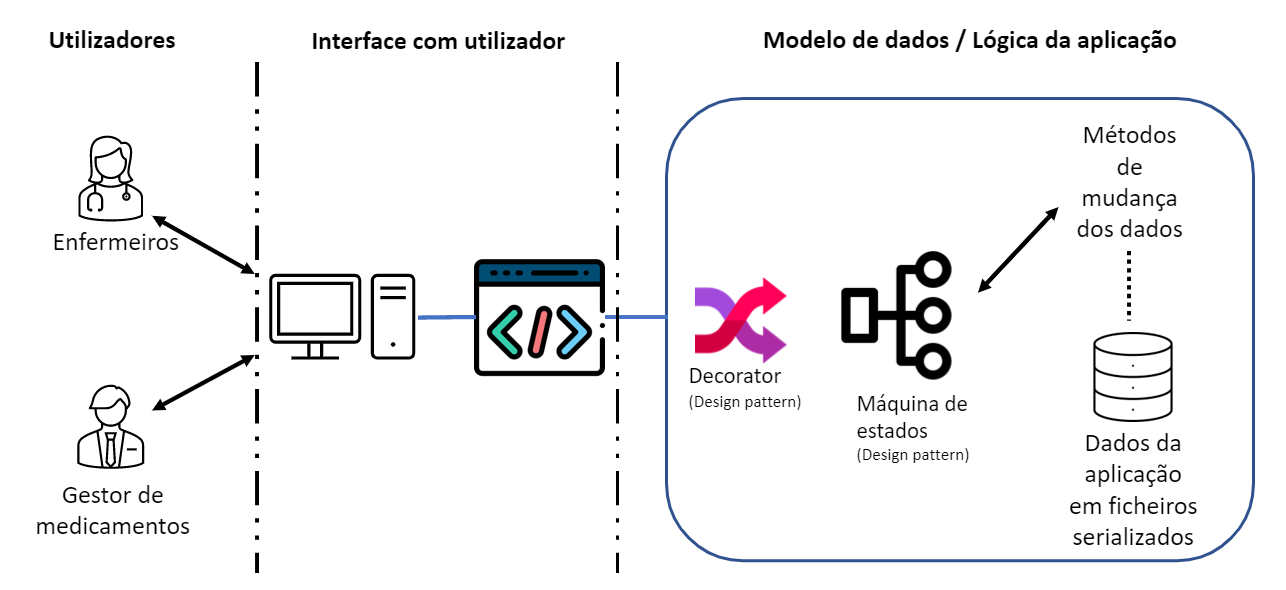 Utilizadores
Interface com utilizador
Modelo de dados / Lógica da aplicação
Enfermeiros
Gestor de
medicamentos
Decorator
(Design pattern)
Máquina de
estados
(Design pattern)
Métodos
de
mudança
dos dados
Dados da
aplicação
em ficheiros
serializados